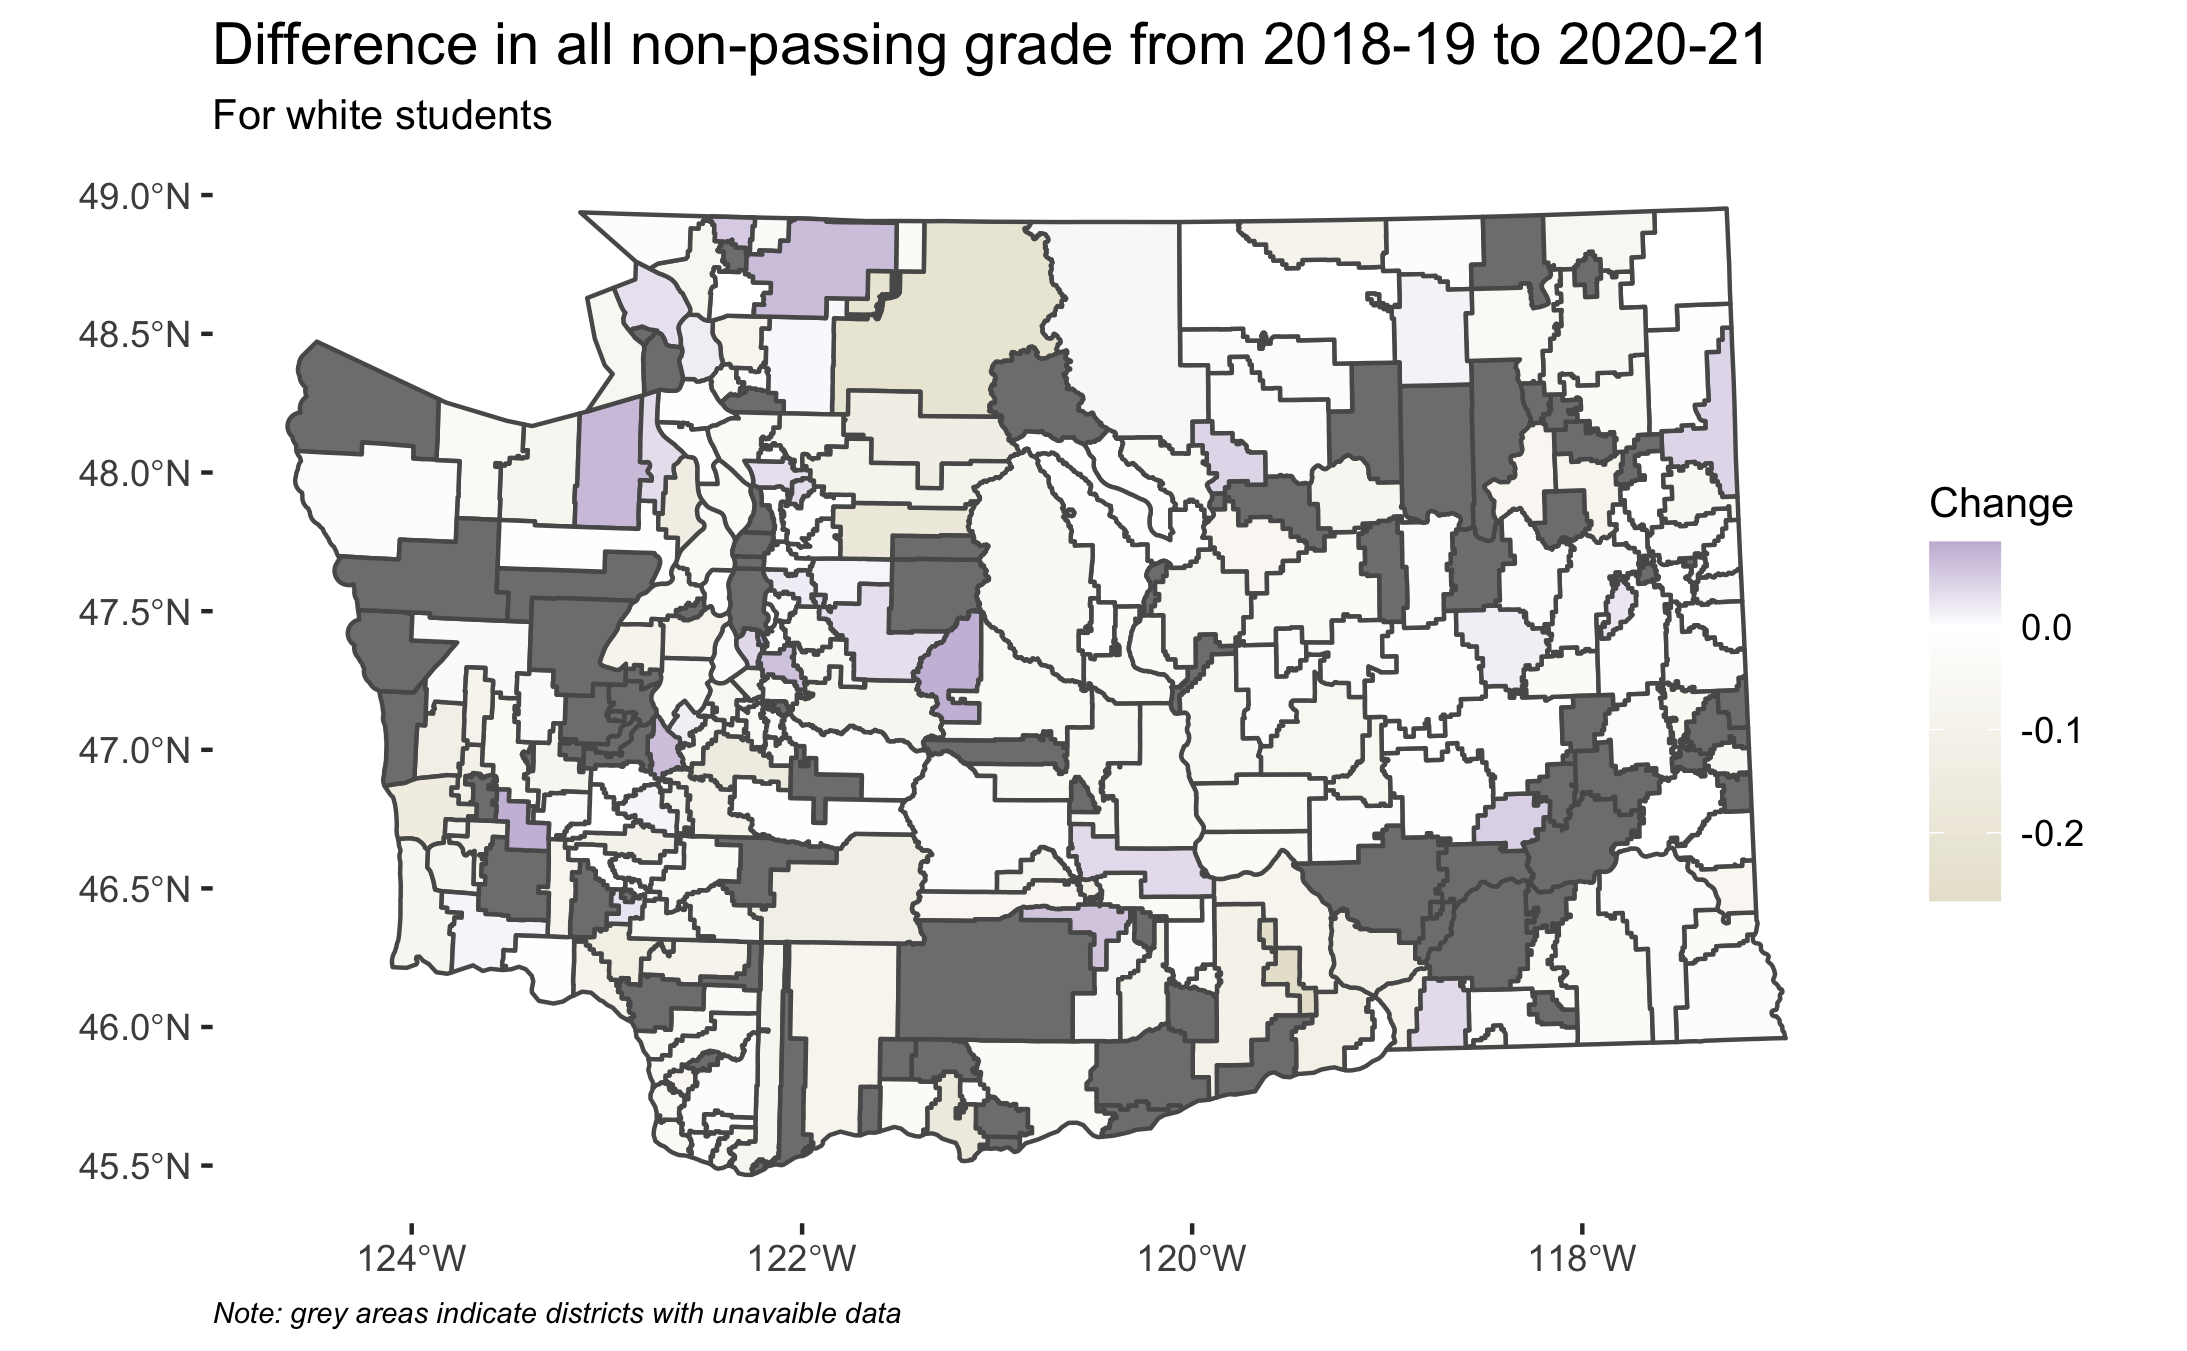 Difference in all non-passing grade from 2018-19 to 2020-21
For white students
49.0°N
48.5°N
48.0°N
47.5°N
47.0°N
46.5°N
46.0°N
45.5°N
124°W
122°W
120°W
118°W
Change
0.0
-0.1
-0.2
Note: grey areas indicate districts with unavaible data